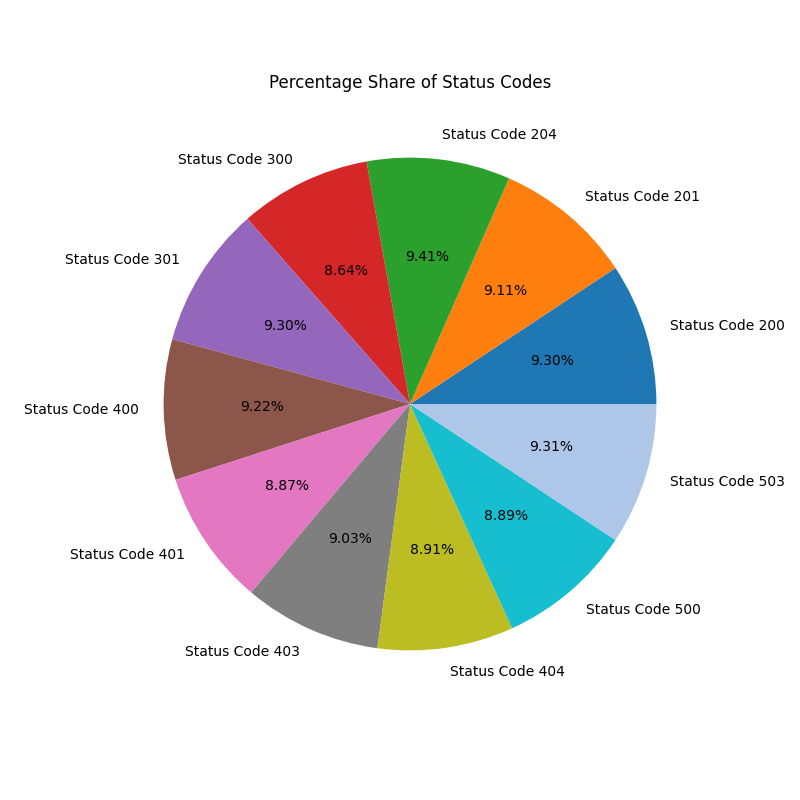 Percentage Share of Status Codes
Status Code 200
9.30%
Status Code 201
9.11%
Status Code 204
9.41%
Status Code 300
8.64%
Status Code 301
9.30%
Status Code 400
9.22%
Status Code 401
8.87%
Status Code 403
9.03%
Status Code 404
8.91%
Status Code 500
8.89%
Status Code 503
9.31%